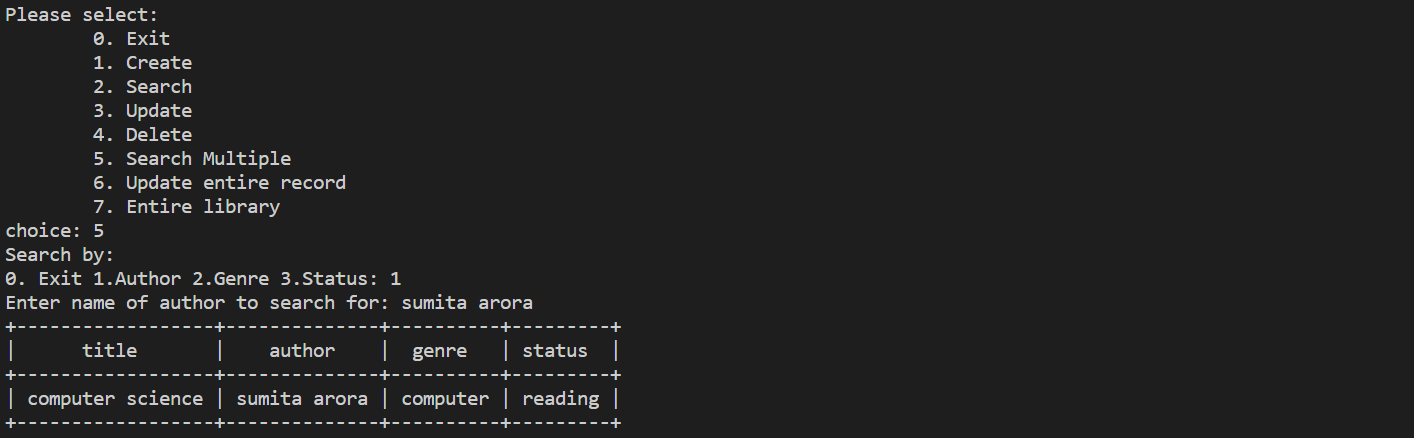 Please select:
        0. Exit
        1. Create
        2. Search
        3. Update
        4. Delete
        5. Search Multiple
        6. Update entire record
        7. Entire library
choice: 5
Search by:
0. Exit 1.Author 2.Genre 3.Status: 1
Enter name of author to search for: sumita arora
+------------------+--------------+----------+---------+
|      title       |    author    |  genre   | status  |
+------------------+--------------+----------+---------+
| computer science | sumita arora | computer | reading |
+------------------+--------------+----------+---------+